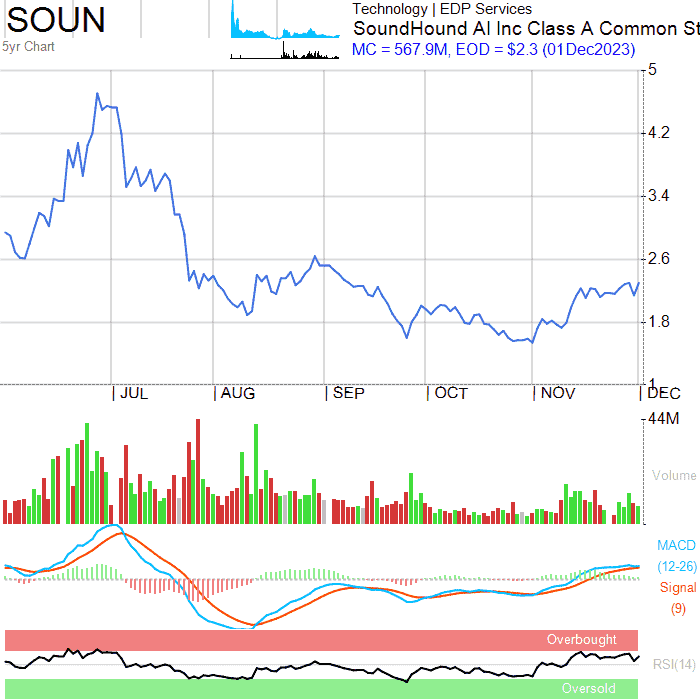 SOUN
5yr Chart
Technology | EDP Services
SoundHound AI Inc Class A Common St
MC = 567.9M, EOD = $2.3 (01Dec2023)
5
4.2
3.4
2.6
1.8
1
| JUL | AUG | SEP | OCT | NOV | DEC
44M
Volume
MACD
(12-26)
Signal
(9)
Overbought
RSI(14)
Oversold